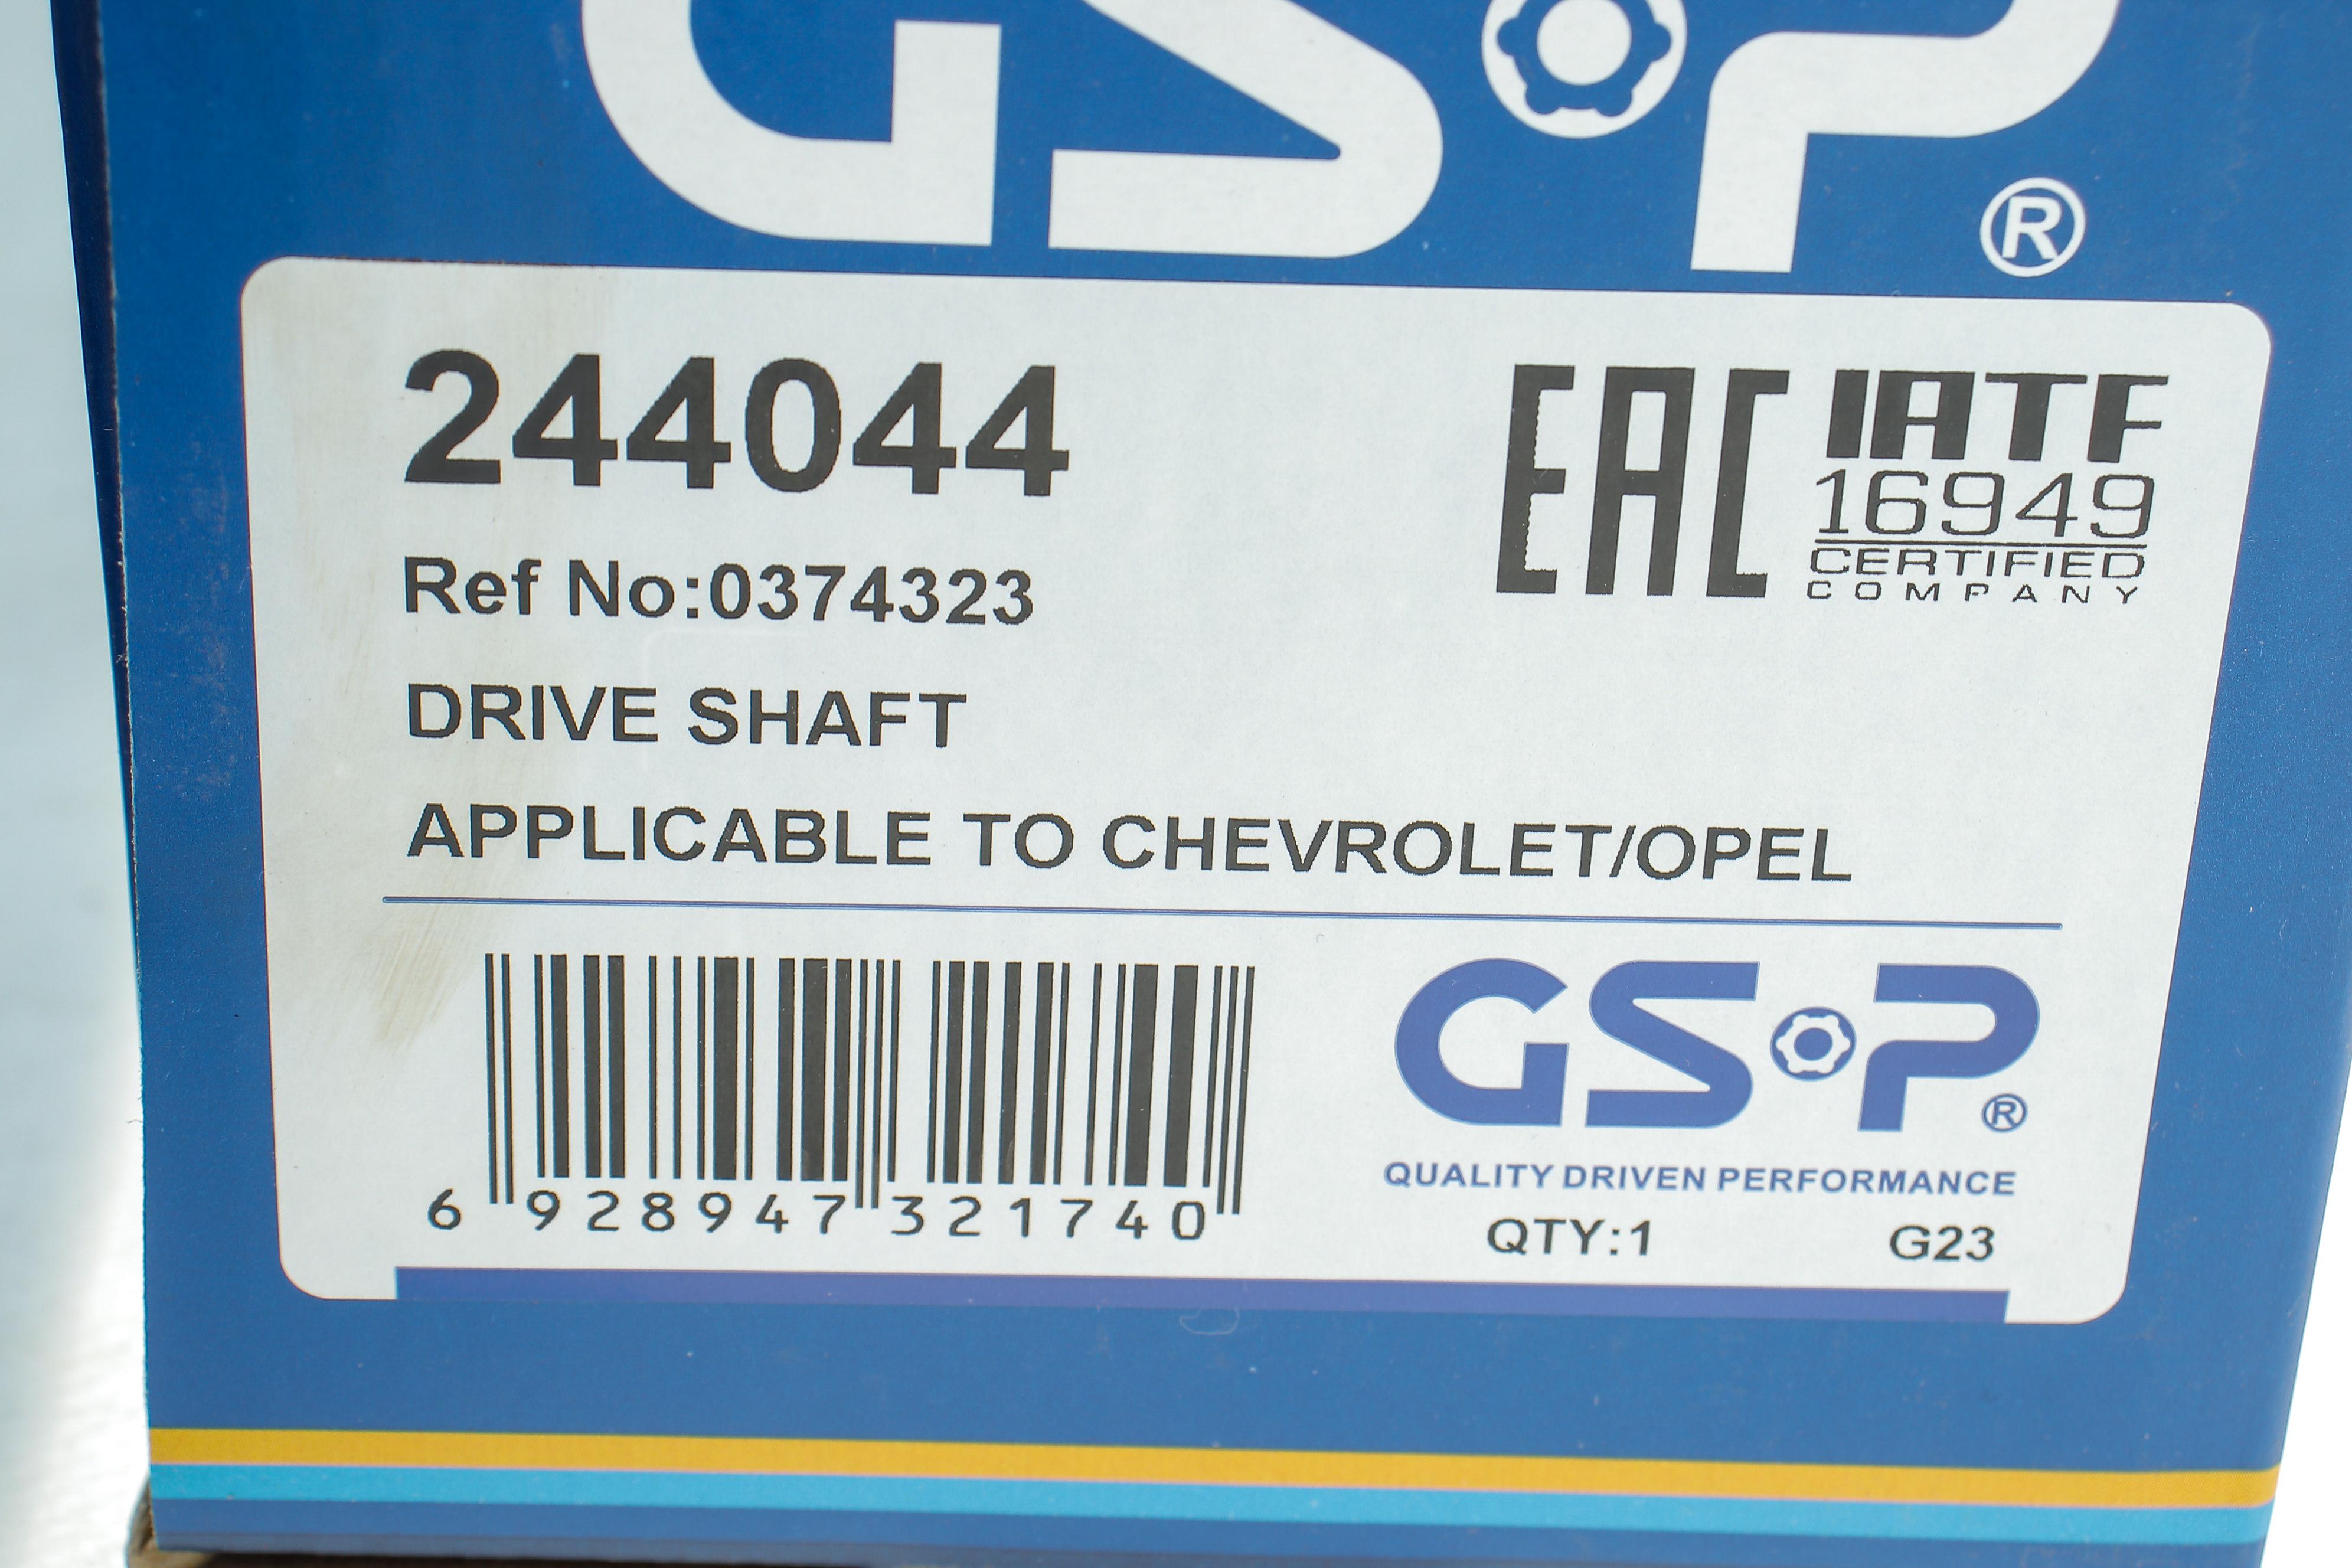 GSP®
244044
EAC
IATF
16949
CERTIFIED
COMPANY
Ref No:0374323
DRIVE SHAFT
APPLICABLE TO CHEVROLET/OPEL
6 928947 321740
GSP®
QUALITY DRIVEN PERFORMANCE
QTY:1 G23